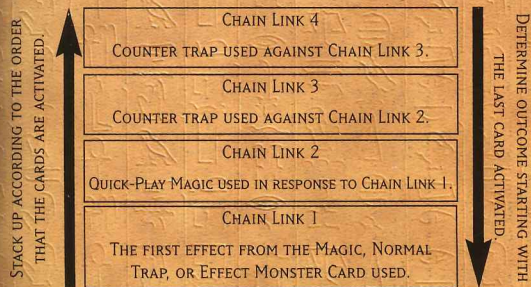 STACK UP ACCORDING TO THE ORDER
THAT THE CARDS ARE ACTIVATED.
CHAIN LINK 4
COUNTER TRAP USED AGAINST CHAIN LINK 3.
CHAIN LINK 3
COUNTER TRAP USED AGAINST CHAIN LINK 2.
CHAIN LINK 2
QUICK-PLAY MAGIC USED IN RESPONSE TO CHAIN LINK 1.
CHAIN LINK 1
THE FIRST EFFECT FROM THE MAGIC, NORMAL
TRAP, OR EFFECT MONSTER CARD USED.
DETERMINE OUTCOME STARTING WITH
THE LAST CARD ACTIVATED.